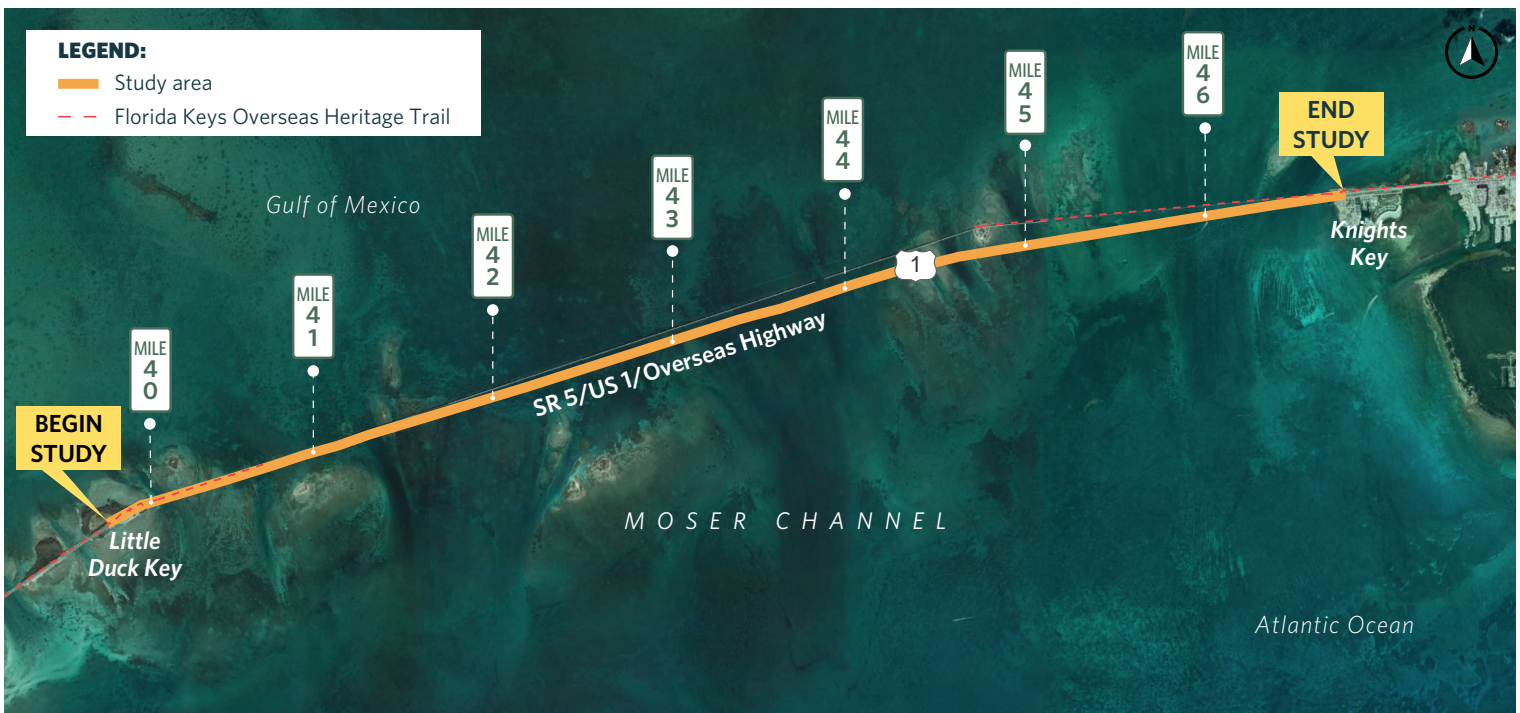 LEGEND:
Study area
Florida Keys Overseas Heritage Trail
N
MILE
4
6
MILE
4
5
END
STUDY
MILE
4
4
MILE
4
3
Gulf of Mexico
MILE
4
2
Knights
Key
1
MILE
4
1
SR 5/US 1/Overseas Highway
MILE
4
0
BEGIN
STUDY
MOSER CHANNEL
Little
Duck Key
Atlantic Ocean